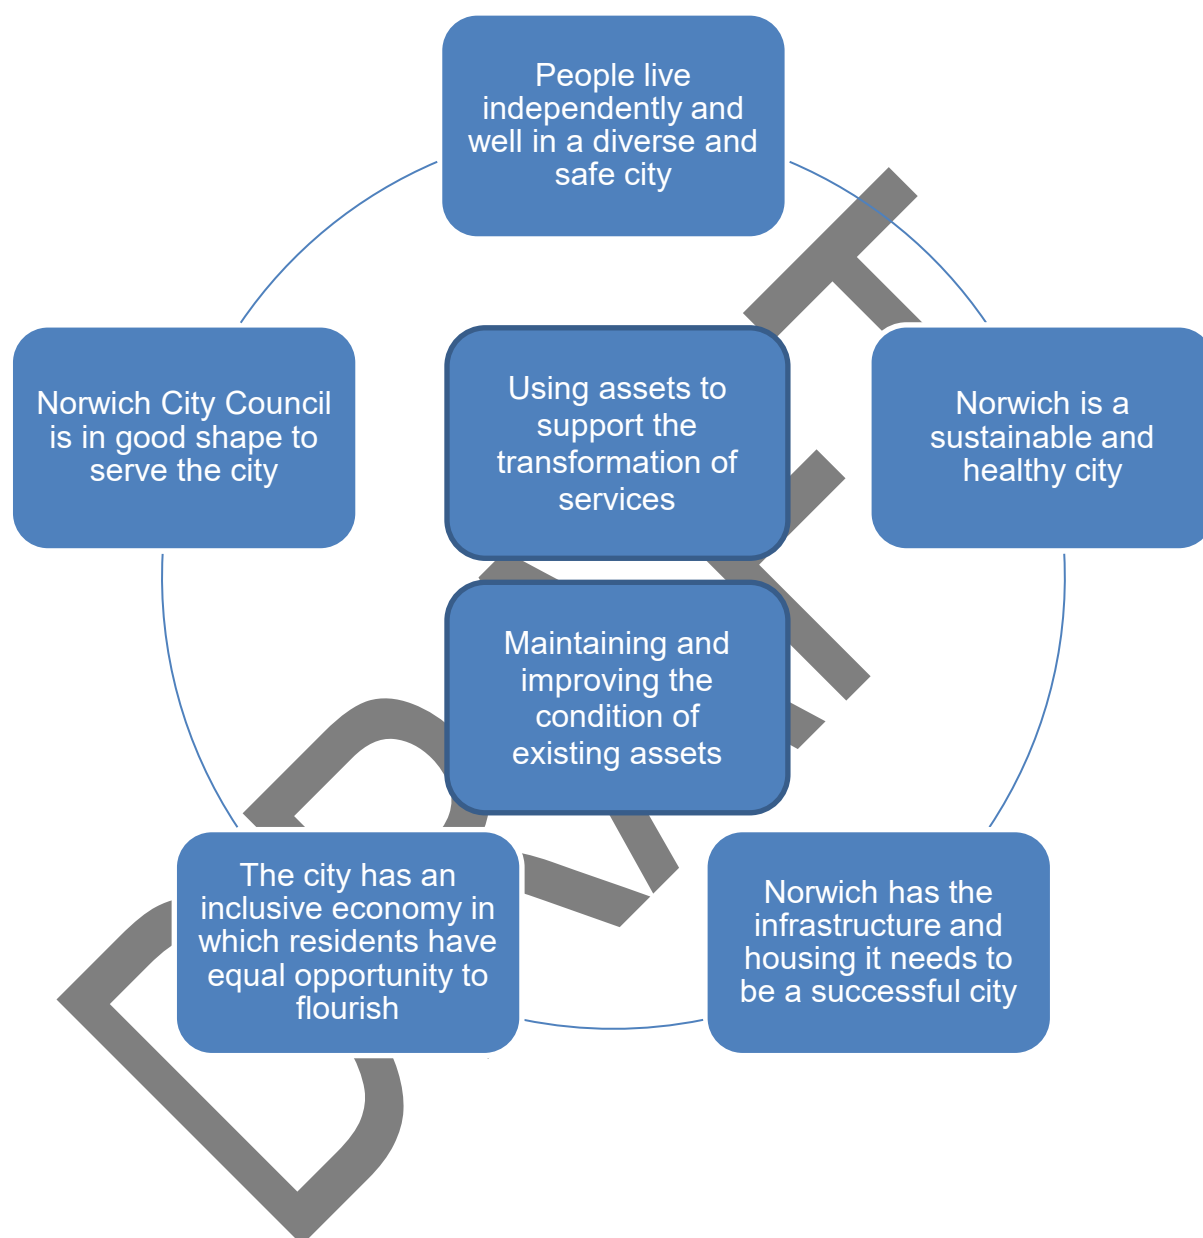 People live
independently and
well in a diverse and
safe city
Norwich City Council
is in good shape to
serve the city
Using assets to
support the
transformation of
services
Norwich is a
sustainable and
healthy city
Maintaining and
improving the
condition of
existing assets
The city has an
inclusive economy in
which residents have
equal opportunity to
flourish
Norwich has the
infrastructure and
housing it needs to
be a successful city
DRAFT